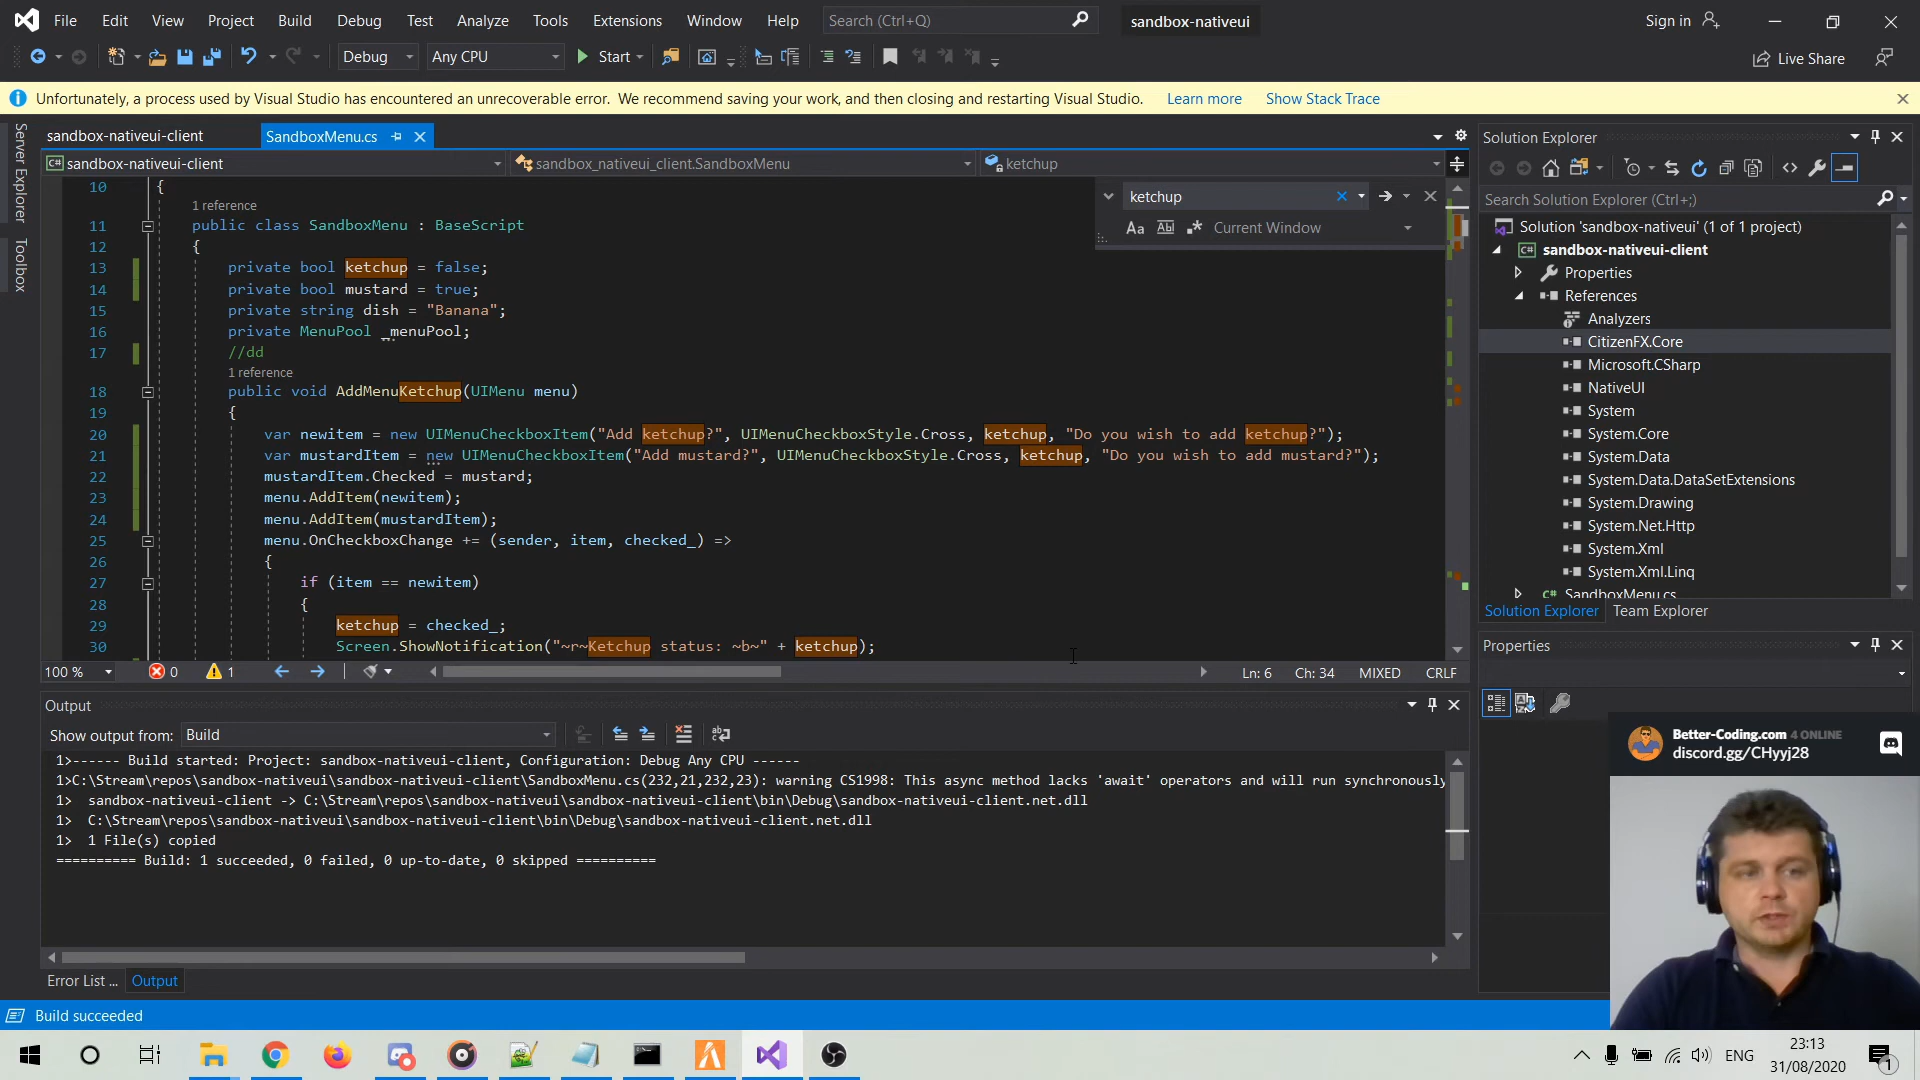 File Edit View Project Build Debug Test Analyze Tools Extensions Window Help Search (Ctrl+Q) sandbox-nativeui Sign in
Debug Any CPU Start Live Share
Unfortunately, a process used by Visual Studio has encountered an unrecoverable error. We recommend saving your work, and then closing and restarting Visual Studio. Learn more Show Stack Trace
Server Explorer
Toolbox
sandbox-nativeui-client SandboxMenu.cs
sandbox-nativeui-client sandbox_nativeui_client.SandboxMenu ketchup
ketchup
Aa Abl Current Window
10 {
1 reference
11 public class SandboxMenu : BaseScript
12 {
13 private bool ketchup = false;
14 private bool mustard = true;
15 private string dish = "Banana";
16 private MenuPool _menuPool;
17 //dd
1 reference
18 public void AddMenuKetchup(UIMenu menu)
19 {
20 var newitem = new UIMenuCheckboxItem("Add ketchup?", UIMenuCheckboxStyle.Cross, ketchup, "Do you wish to add ketchup?");
21 var mustardItem = new UIMenuCheckboxItem("Add mustard?", UIMenuCheckboxStyle.Cross, ketchup, "Do you wish to add mustard?");
22 mustardItem.Checked = mustard;
23 menu.AddItem(newitem);
24 menu.AddItem(mustardItem);
25 menu.OnCheckboxChange += (sender, item, checked_) =>
26 {
27 if (item == newitem)
28 {
29 ketchup = checked_;
30 Screen.ShowNotification("~r~Ketchup status: ~b~" + ketchup);
100 % 0 1 Ln: 6 Ch: 34 MIXED CRLF
Output
Show output from: Build
1>------ Build started: Project: sandbox-nativeui-client, Configuration: Debug Any CPU ------
1>C:\Stream\repos\sandbox-nativeui\sandbox-nativeui-client\SandboxMenu.cs(232,21,232,23): warning CS1998: This async method lacks 'await' operators and will run synchronously
1> sandbox-nativeui-client -> C:\Stream\repos\sandbox-nativeui\sandbox-nativeui-client\bin\Debug\sandbox-nativeui-client.net.dll
1> C:\Stream\repos\sandbox-nativeui\sandbox-nativeui-client\bin\Debug\sandbox-nativeui-client.net.dll
1> 1 File(s) copied
========== Build: 1 succeeded, 0 failed, 0 up-to-date, 0 skipped ==========
Error List ... Output
Build succeeded
Solution Explorer
Search Solution Explorer (Ctrl+;)
Solution 'sandbox-nativeui' (1 of 1 project)
C# sandbox-nativeui-client
Properties
References
Analyzers
CitizenFX.Core
Microsoft.CSharp
NativeUI
System
System.Core
System.Data
System.Data.DataSetExtensions
System.Drawing
System.Net.Http
System.Xml
System.Xml.Linq
C# SandboxMenu.cs
Solution Explorer Team Explorer
Properties
Better-Coding.com 4 ONLINE
discord.gg/CHyyj28
ENG 23:13
31/08/2020
1